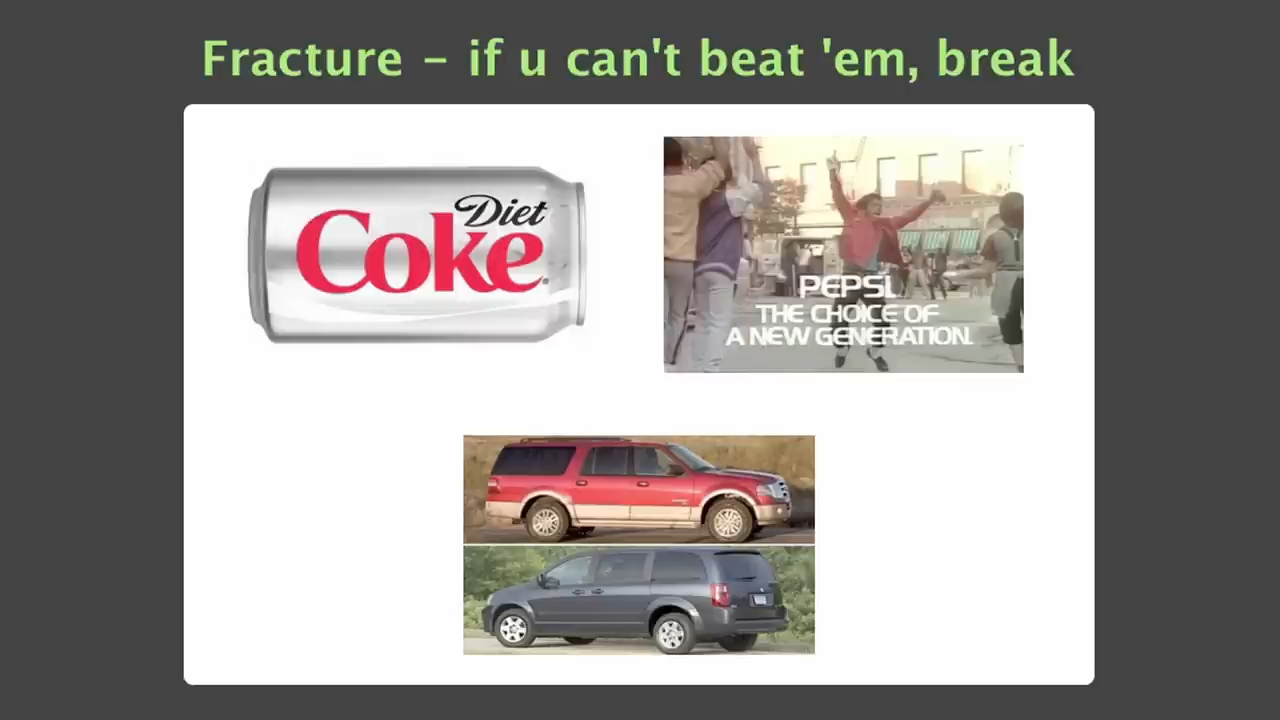 Fracture – if u can't beat 'em, break
Diet
Coke
PEPSI.
THE CHOICE OF
A NEW GENERATION.